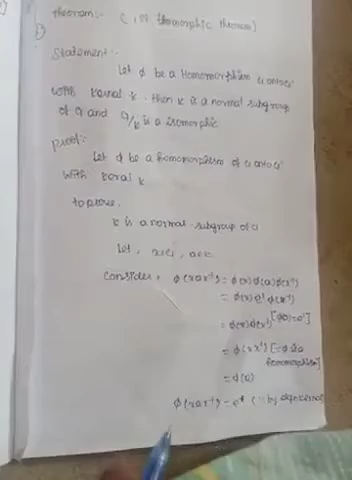 Theorem:- (1st Homomorphic theorem)
Statement:-
Let φ be a Homomorphism G onto G'
with kernal K. then K is a normal subgroup
of G and G/K is a isomorphic
Proof:-
Let φ be a homomorphism of G onto G'
with keral K
To prove,
K is a normal subgroup of G
Let, x∈G, a∈K
Consider, φ(xax⁻¹) = φ(x) φ(a) φ(x⁻¹)
= φ(x) e' φ(x⁻¹)
= φ(x) φ(x⁻¹) [φ(a)=e']
= φ(xx⁻¹) [∵ φ is a homomorphism]
= φ(e)
φ(xax⁻¹) = e' (∵ by kernal